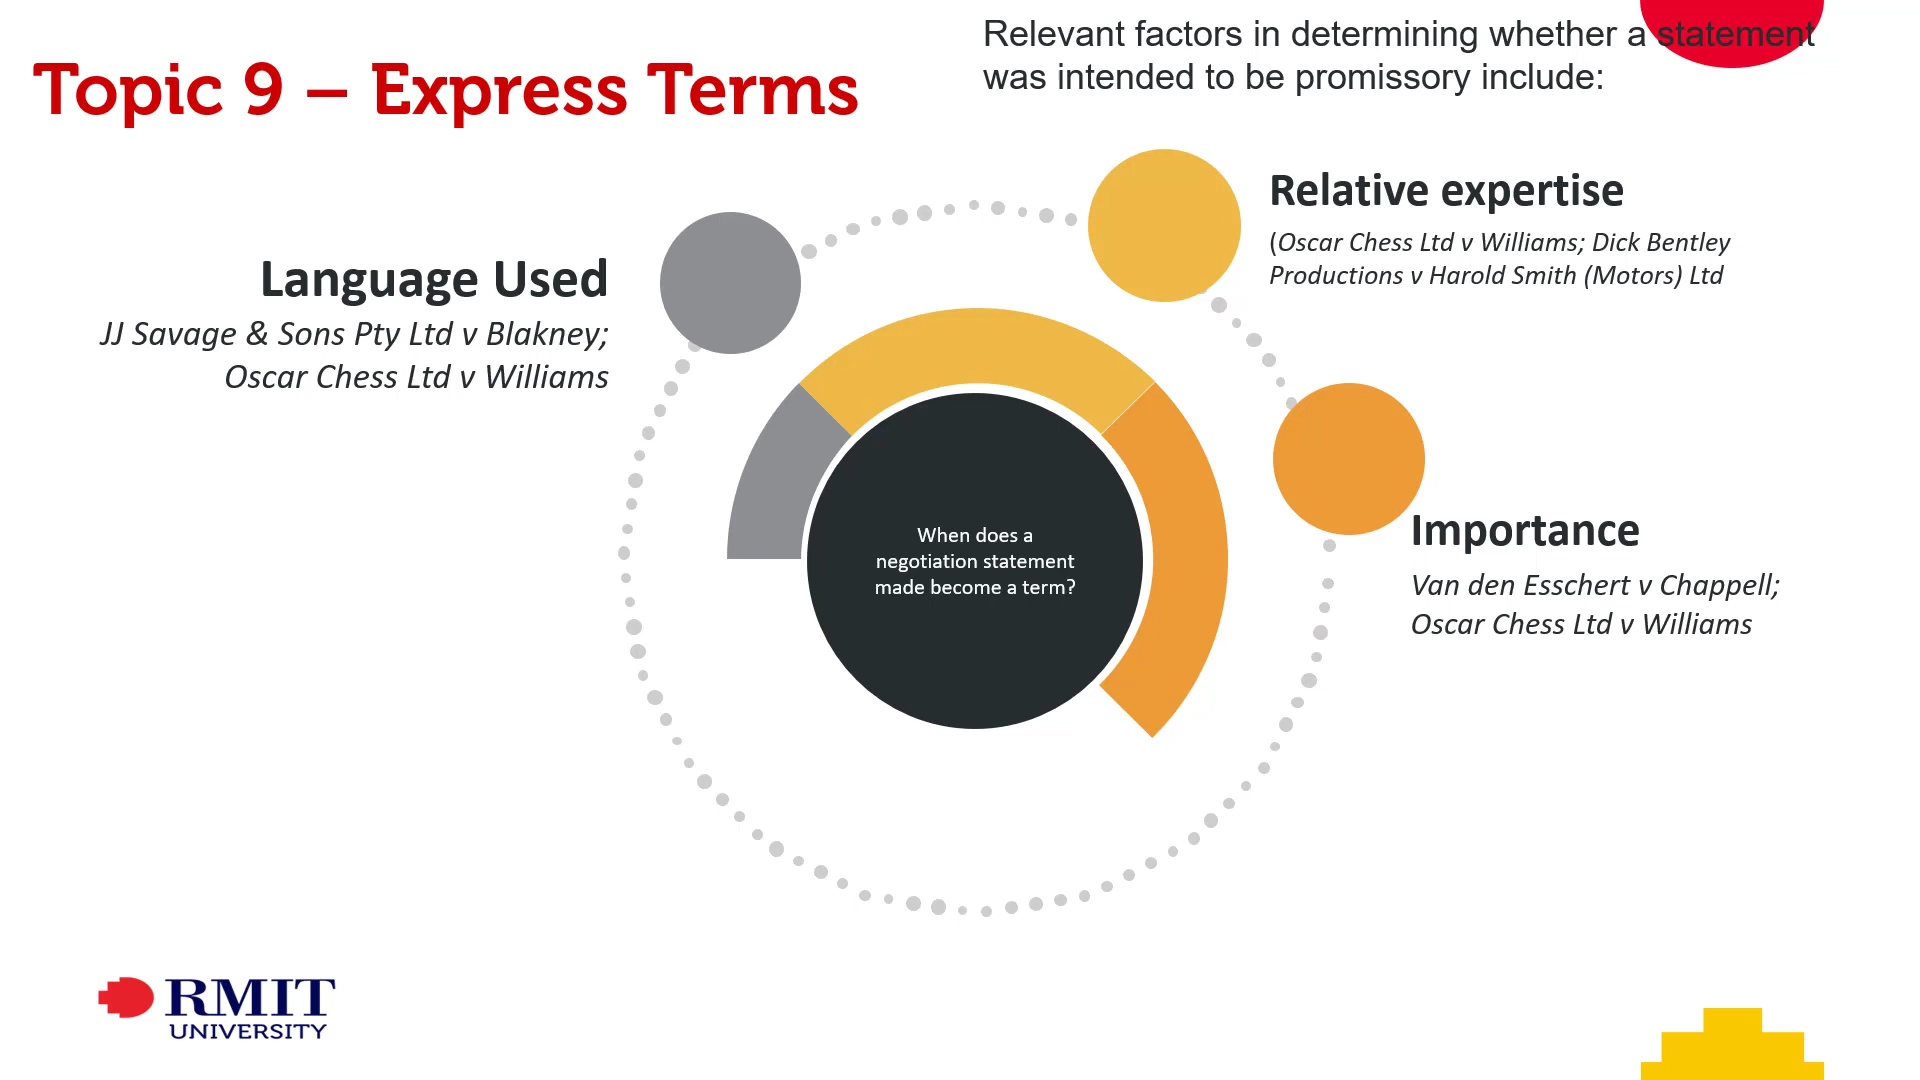 Topic 9 – Express Terms
Relevant factors in determining whether a statement
was intended to be promissory include:
Language Used
JJ Savage & Sons Pty Ltd v Blakney;
Oscar Chess Ltd v Williams
Relative expertise
(Oscar Chess Ltd v Williams; Dick Bentley
Productions v Harold Smith (Motors) Ltd
When does a
negotiation statement
made become a term?
Importance
Van den Esschert v Chappell;
Oscar Chess Ltd v Williams
RMIT
UNIVERSITY